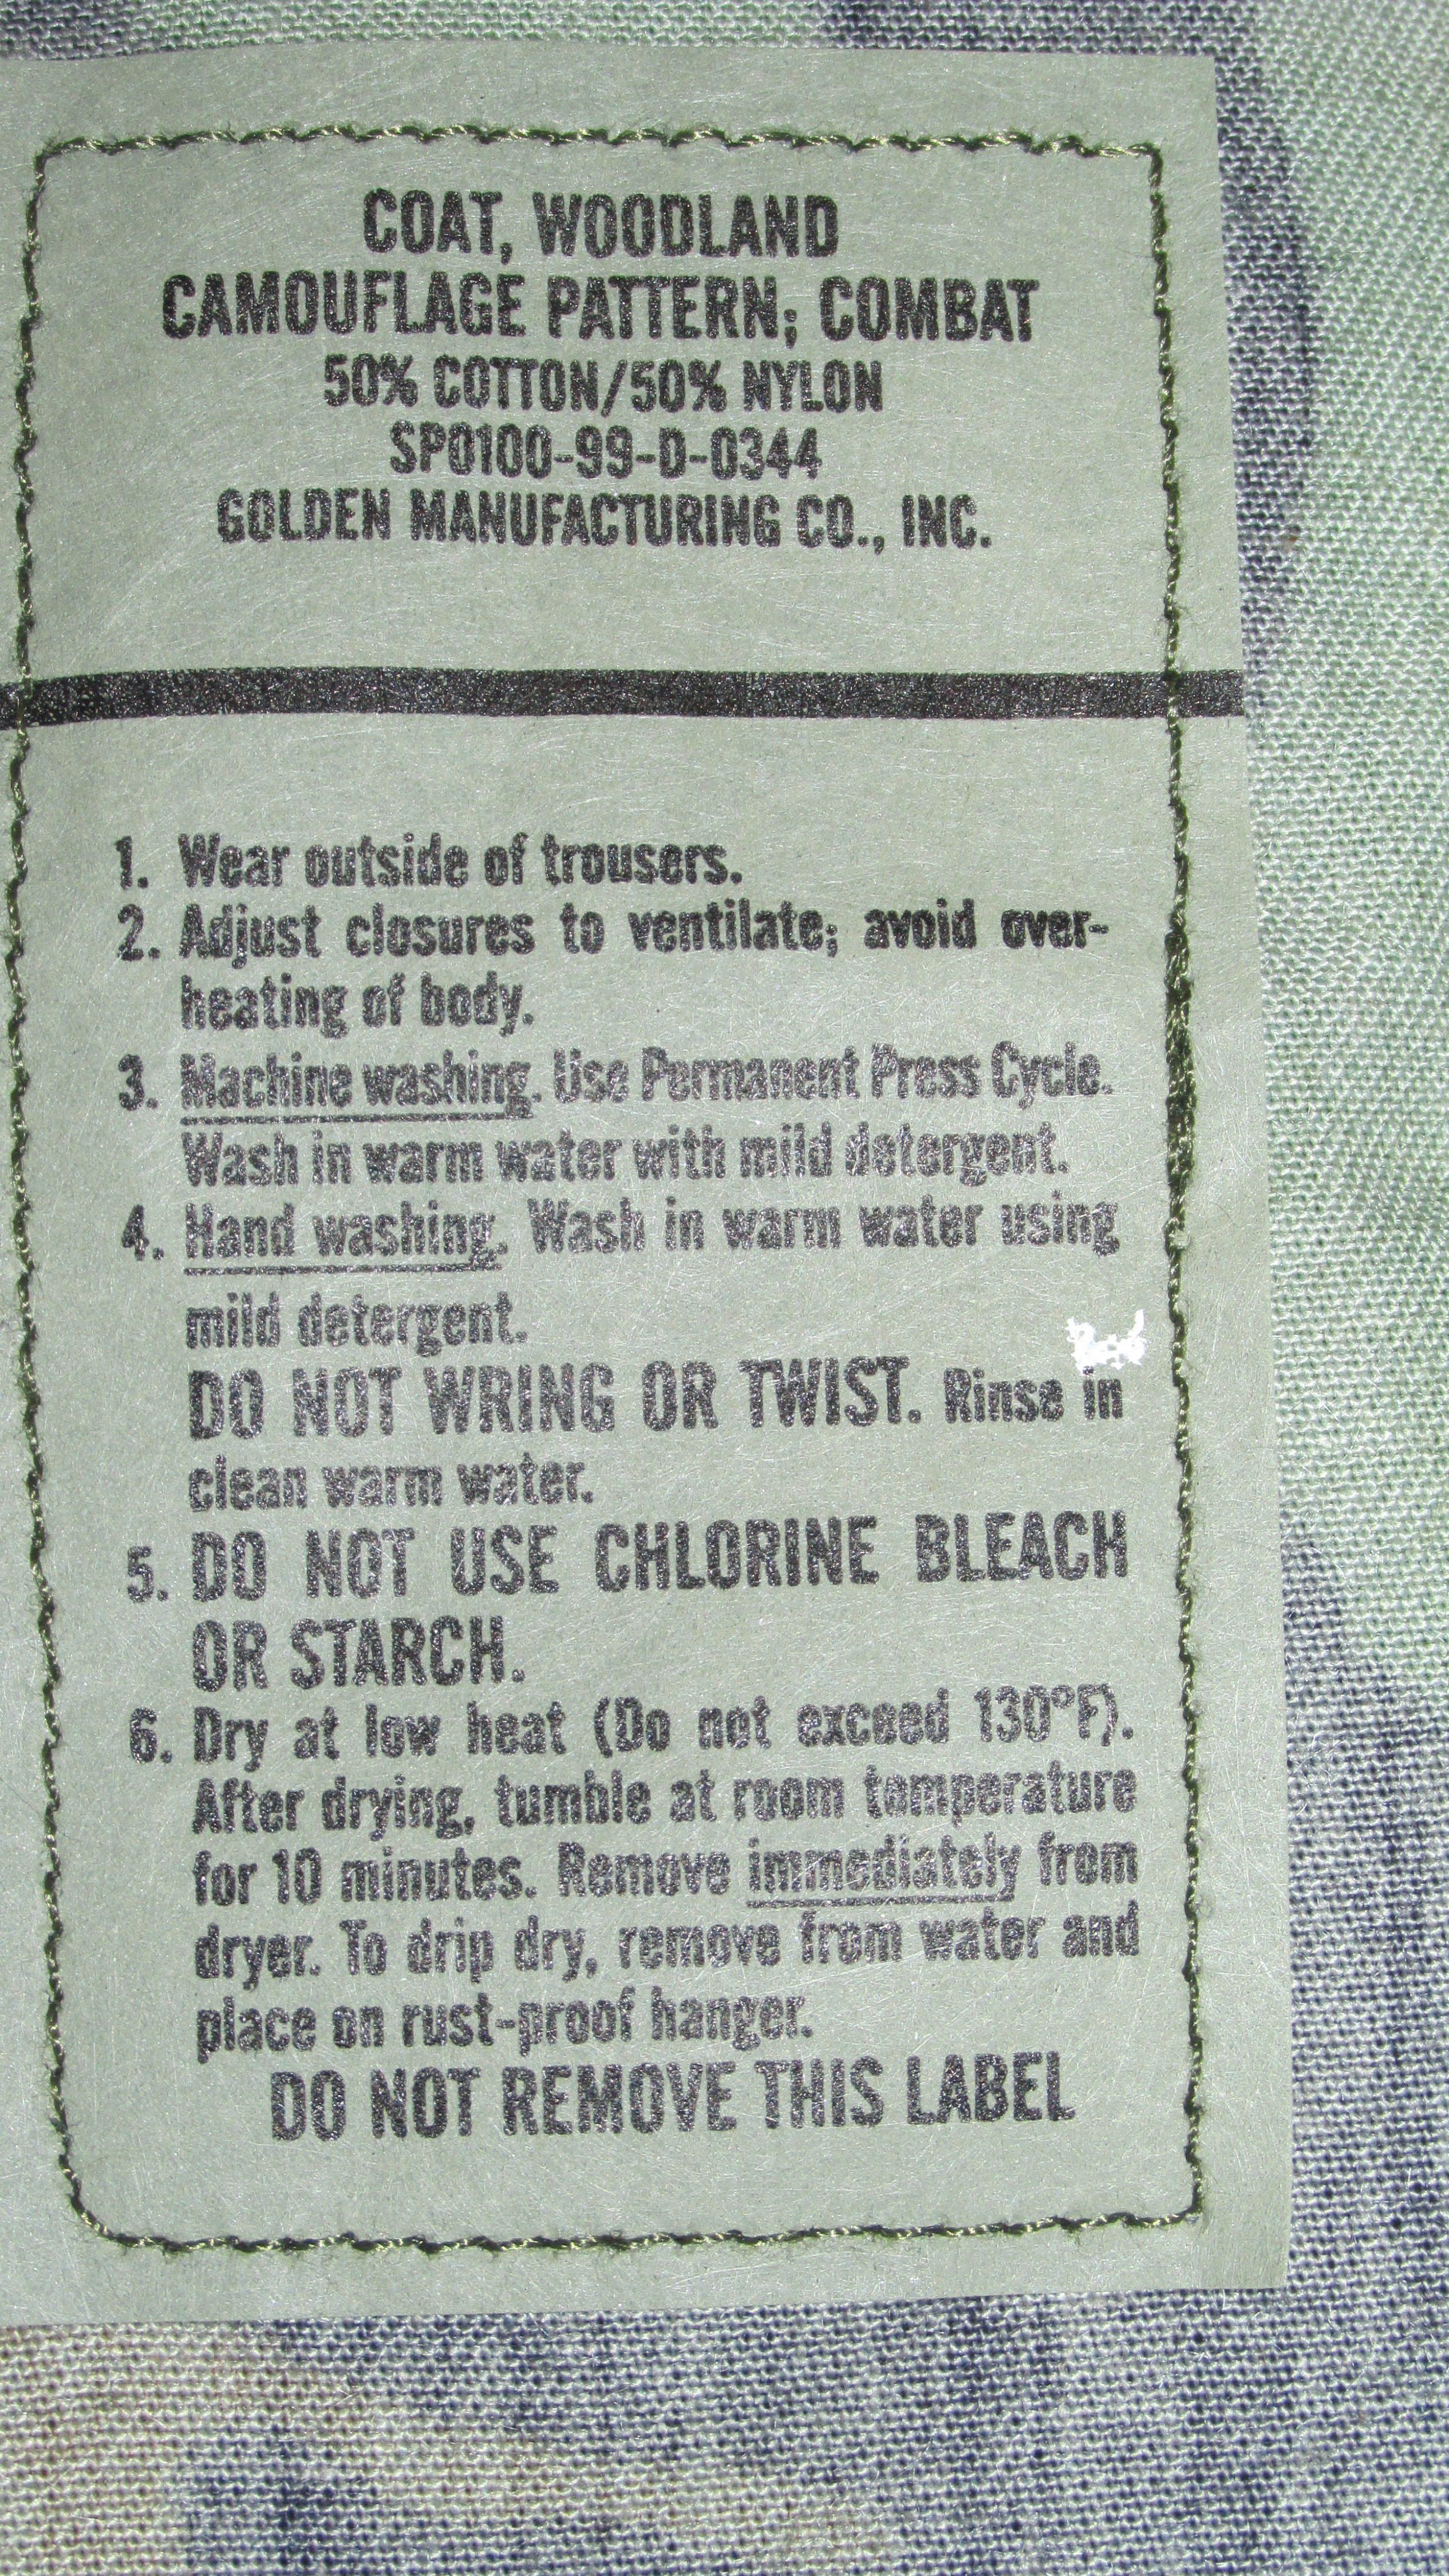 COAT, WOODLAND
CAMOUFLAGE PATTERN; COMBAT
50% COTTON/50% NYLON
SP0100-99-D-0344
GOLDEN MANUFACTURING CO., INC.
1. Wear outside of trousers.
2. Adjust closures to ventilate; avoid over-
heating of body.
3. Machine washing. Use Permanent Press Cycle.
Wash in warm water with mild detergent.
4. Hand washing. Wash in warm water using
mild detergent.
DO NOT WRING OR TWIST. Rinse in
clean warm water.
5. DO NOT USE CHLORINE BLEACH
OR STARCH.
6. Dry at low heat (Do not exceed 130°F).
After drying, tumble at room temperature
for 10 minutes. Remove immediately from
dryer. To drip dry, remove from water and
place on rust-proof hanger.
DO NOT REMOVE THIS LABEL